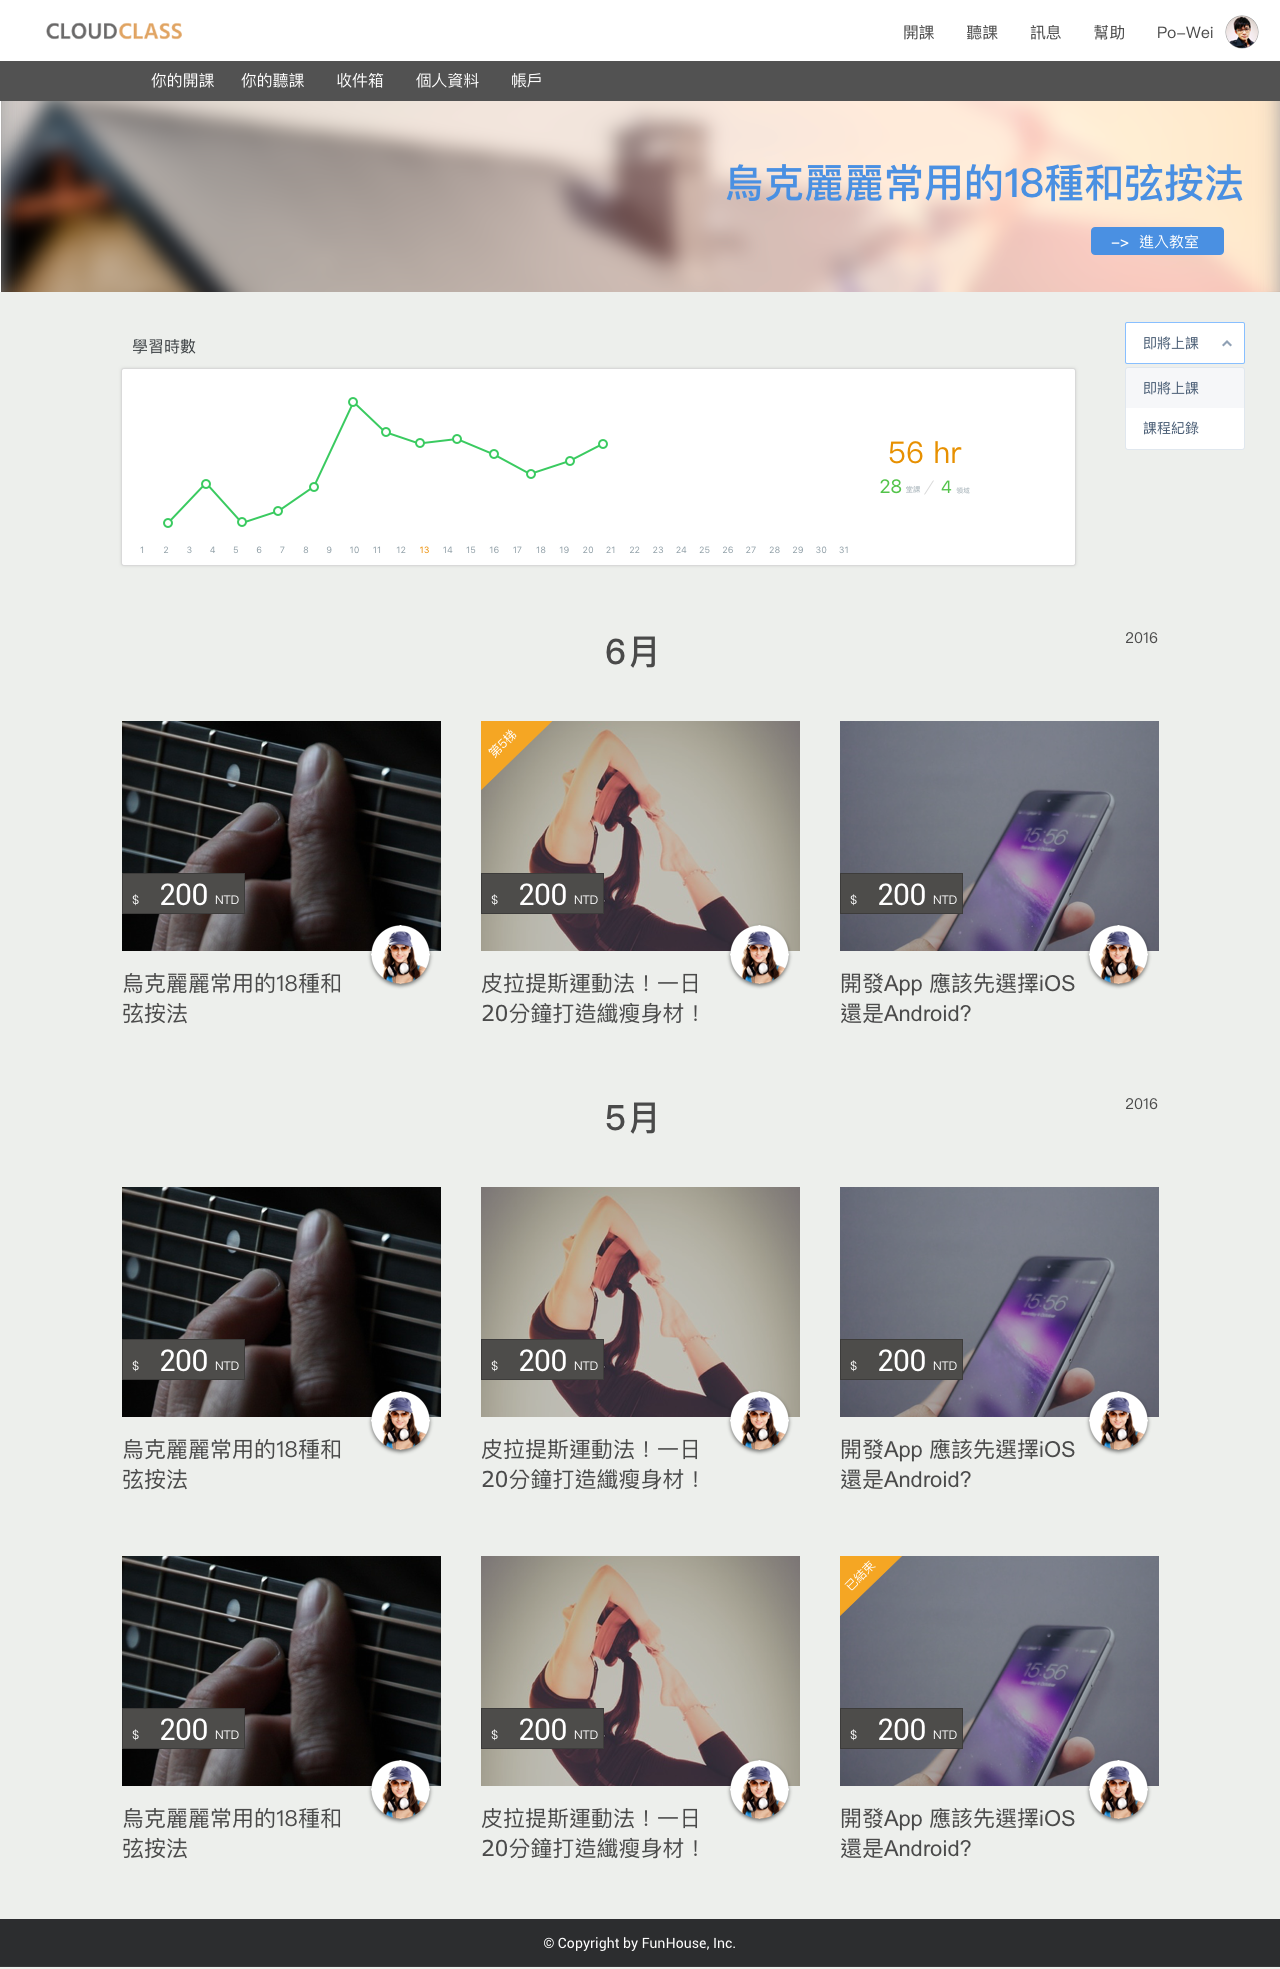 CLOUDCLASS 開課 聽課 訊息 幫助 Po-Wei
你的開課 你的聽課 收件箱 個人資料 帳戶
烏克麗麗常用的18種和弦按法
-> 進入教室
學習時數
即將上課
即將上課
課程紀錄
56 hr
28 堂課 / 4 領域
1 2 3 4 5 6 7 8 9 10 11 12 13 14 15 16 17 18 19 20 21 22 23 24 25 26 27 28 29 30 31
6月 2016
第5梯
15:56
$ 200 NTD $ 200 NTD $ 200 NTD
烏克麗麗常用的18種和 皮拉提斯運動法！一日 開發App 應該先選擇iOS
弦按法 20分鐘打造纖瘦身材！ 還是Android?
5月 2016
15:56
$ 200 NTD $ 200 NTD $ 200 NTD
烏克麗麗常用的18種和 皮拉提斯運動法！一日 開發App 應該先選擇iOS
弦按法 20分鐘打造纖瘦身材！ 還是Android?
已結束
15:56
$ 200 NTD $ 200 NTD $ 200 NTD
烏克麗麗常用的18種和 皮拉提斯運動法！一日 開發App 應該先選擇iOS
弦按法 20分鐘打造纖瘦身材！ 還是Android?
© Copyright by FunHouse, Inc.